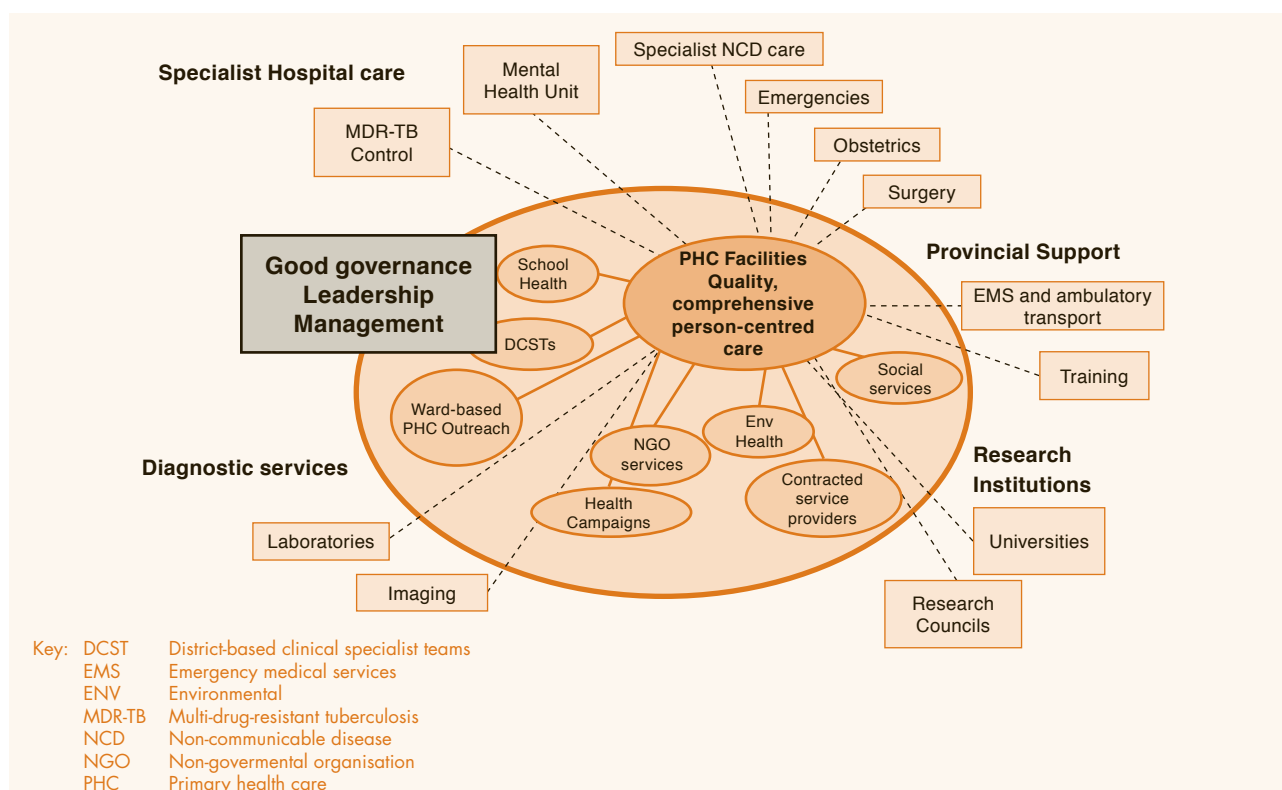 Specialist Hospital care
Mental
Health Unit
Specialist NCD care
Emergencies
MDR-TB
Control
Obstetrics
Surgery
Good governance
Leadership
Management
School
Health
PHC Facilities
Quality,
comprehensive
person-centred
care
Provincial Support
EMS and ambulatory
transport
DCSTs
Social
services
Training
Ward-based
PHC Outreach
Env
Health
NGO
services
Diagnostic services
Research
Institutions
Contracted
service
providers
Health
Campaigns
Laboratories
Universities
Imaging
Research
Councils
Key: DCST District-based clinical specialist teams
EMS Emergency medical services
ENV Environmental
MDR-TB Multi-drug-resistant tuberculosis
NCD Non-communicable disease
NGO Non-govermental organisation
PHC Primary health care